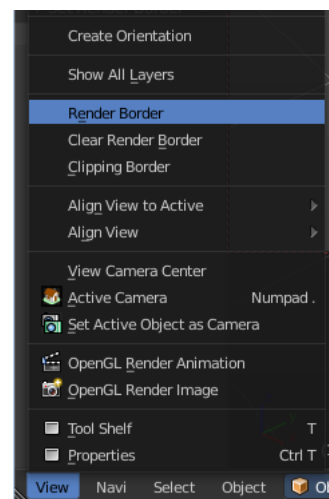 Create Orientation
Show All Layers
Render Border
Clear Render Border
Clipping Border
Align View to Active
Align View
View Camera Center
Active Camera Numpad .
Set Active Object as Camera
OpenGL Render Animation
OpenGL Render Image
Tool Shelf T
Properties Ctrl T
View Navi Select Object